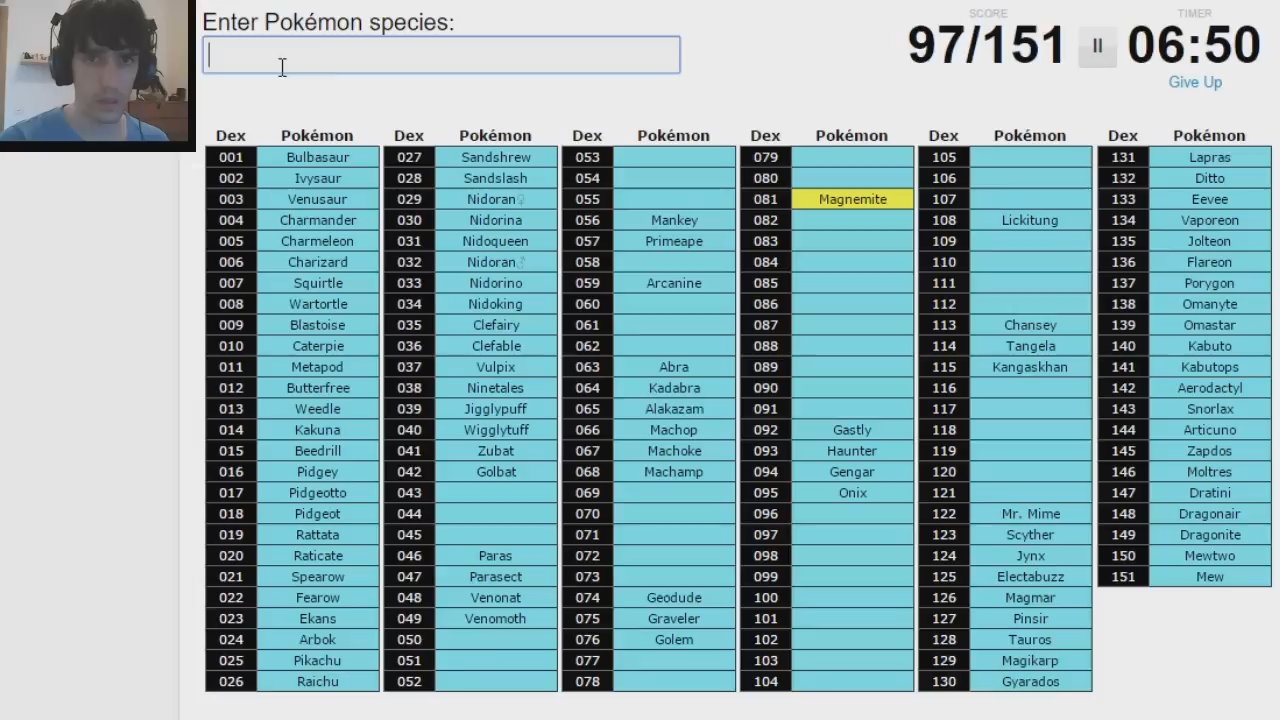 Enter Pokémon species:
SCORE
97/151
TIMER
06:50
Give Up
Dex Pokémon Dex Pokémon Dex Pokémon Dex Pokémon Dex Pokémon Dex Pokémon
001 Bulbasaur 027 Sandshrew 053 079 105 131 Lapras
002 Ivysaur 028 Sandslash 054 080 106 132 Ditto
003 Venusaur 029 Nidoran♀ 055 081 Magnemite 107 133 Eevee
004 Charmander 030 Nidorina 056 Mankey 082 108 Lickitung 134 Vaporeon
005 Charmeleon 031 Nidoqueen 057 Primeape 083 109 135 Jolteon
006 Charizard 032 Nidoran♂ 058 084 110 136 Flareon
007 Squirtle 033 Nidorino 059 Arcanine 085 111 137 Porygon
008 Wartortle 034 Nidoking 060 086 112 138 Omanyte
009 Blastoise 035 Clefairy 061 087 113 Chansey 139 Omastar
010 Caterpie 036 Clefable 062 088 114 Tangela 140 Kabuto
011 Metapod 037 Vulpix 063 Abra 089 115 Kangaskhan 141 Kabutops
012 Butterfree 038 Ninetales 064 Kadabra 090 116 142 Aerodactyl
013 Weedle 039 Jigglypuff 065 Alakazam 091 117 143 Snorlax
014 Kakuna 040 Wigglytuff 066 Machop 092 Gastly 118 144 Articuno
015 Beedrill 041 Zubat 067 Machoke 093 Haunter 119 145 Zapdos
016 Pidgey 042 Golbat 068 Machamp 094 Gengar 120 146 Moltres
017 Pidgeotto 043 069 095 Onix 121 147 Dratini
018 Pidgeot 044 070 096 122 Mr. Mime 148 Dragonair
019 Rattata 045 071 097 123 Scyther 149 Dragonite
020 Raticate 046 Paras 072 098 124 Jynx 150 Mewtwo
021 Spearow 047 Parasect 073 099 125 Electabuzz 151 Mew
022 Fearow 048 Venonat 074 Geodude 100 126 Magmar
023 Ekans 049 Venomoth 075 Graveler 101 127 Pinsir
024 Arbok 050 076 Golem 102 128 Tauros
025 Pikachu 051 077 103 129 Magikarp
026 Raichu 052 078 104 130 Gyarados